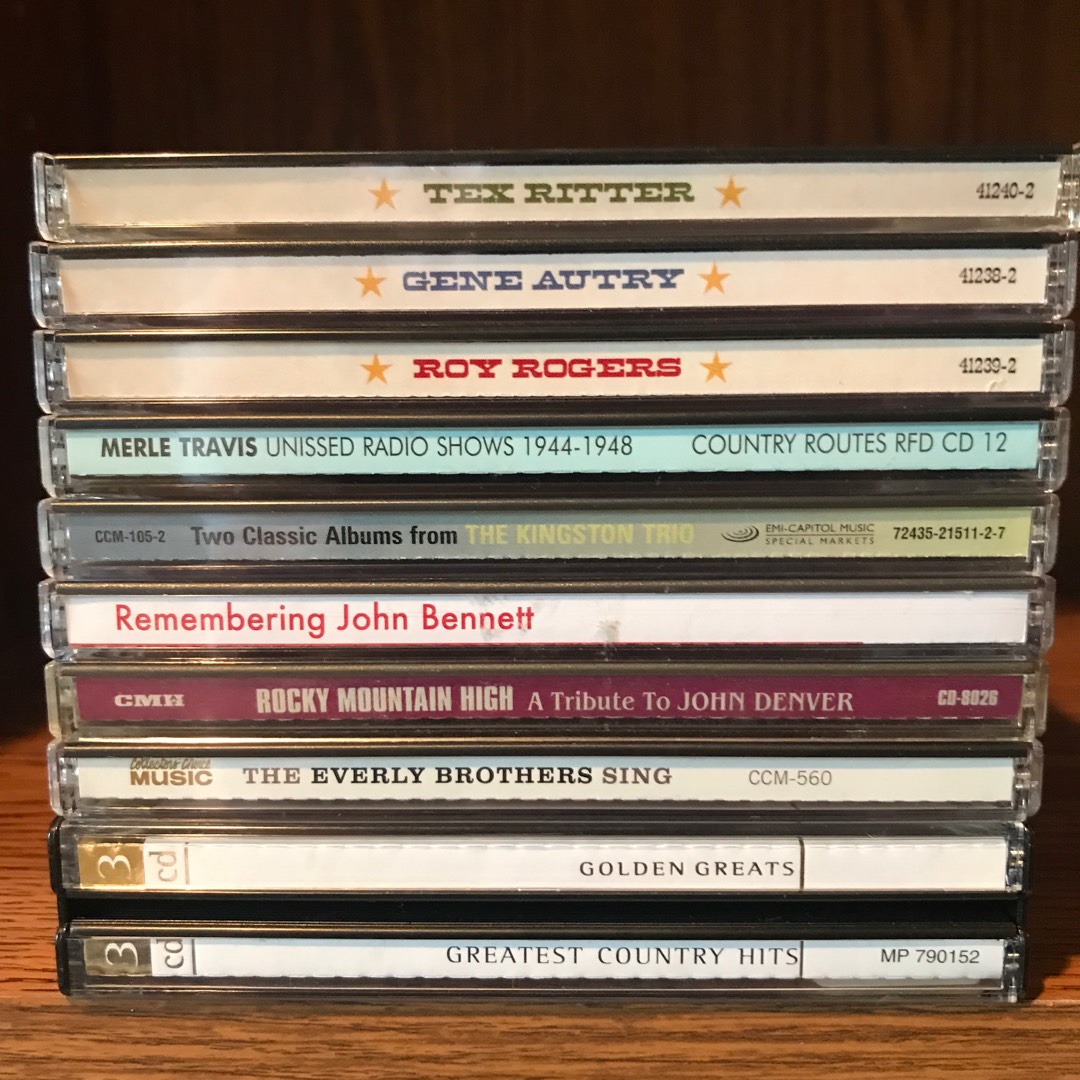 TEX RITTER 41240-2
GENE AUTRY 41238-2
ROY ROGERS 41239-2
MERLE TRAVIS UNISSED RADIO SHOWS 1944-1948 COUNTRY ROUTES RFD CD 12
CCM-105-2 Two Classic Albums from THE KINGSTON TRIO EMI-CAPITOL MUSIC
SPECIAL MARKETS 72435-21511-2-7
Remembering John Bennett
CMH ROCKY MOUNTAIN HIGH A Tribute To JOHN DENVER CD-8026
Collectors' Choice
MUSIC THE EVERLY BROTHERS SING CCM-560
3 cd GOLDEN GREATS
3 cd GREATEST COUNTRY HITS MP 790152